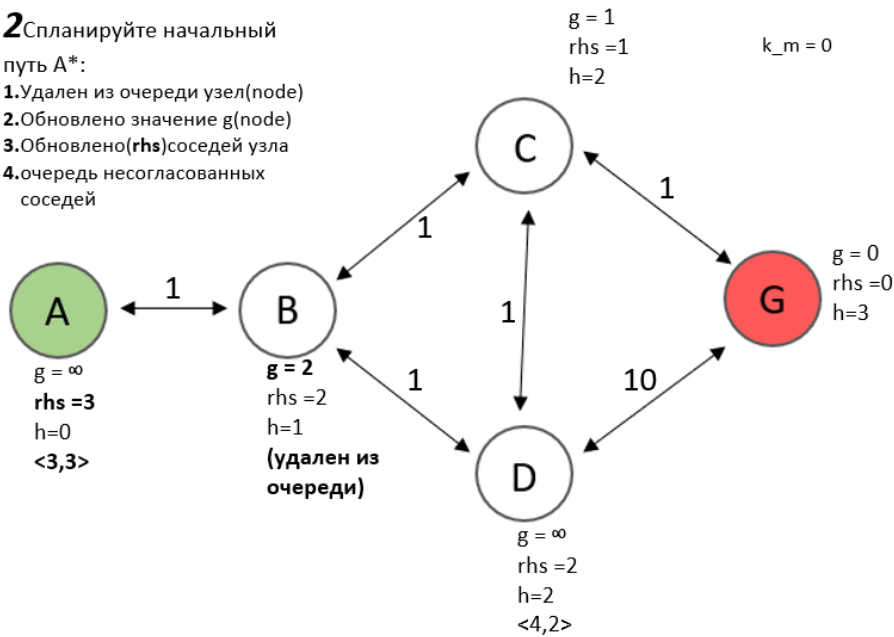 2Спланируйте начальный
путь A*:
1.Удален из очереди узел(node)
2.Обновлено значение g(node)
3.Обновлено(rhs)соседей узла
4.очередь несогласованных
соседей
g = 1
rhs =1
h=2
k_m = 0
C
1
1
1
A
1
B
G
g = 0
rhs =0
h=3
g = ∞
rhs =3
h=0
<3,3>
g = 2
rhs =2
h=1
(удален из
очереди)
1
10
D
g = ∞
rhs =2
h=2
<4,2>